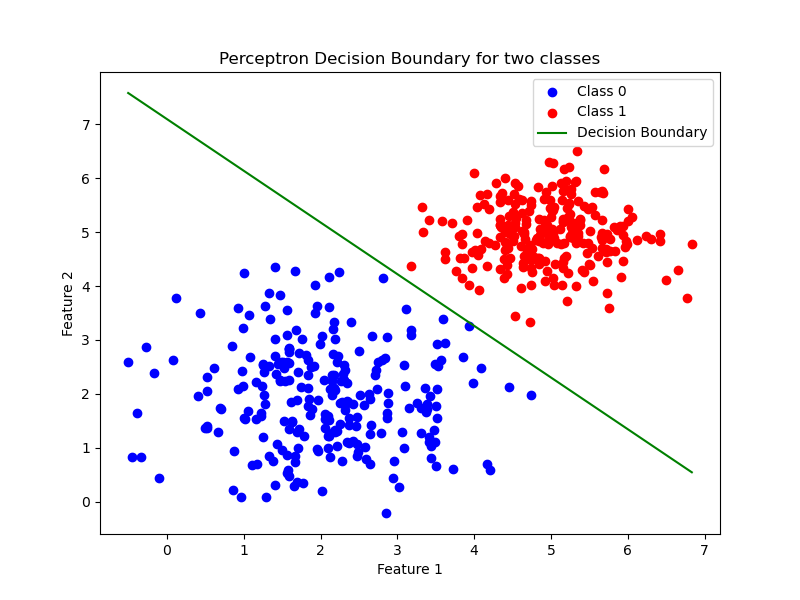 Perceptron Decision Boundary for two classes
Class 0
Class 1
Decision Boundary
7
6
5
4
3
2
1
0
Feature 2
0 1 2 3 4 5 6 7
Feature 1